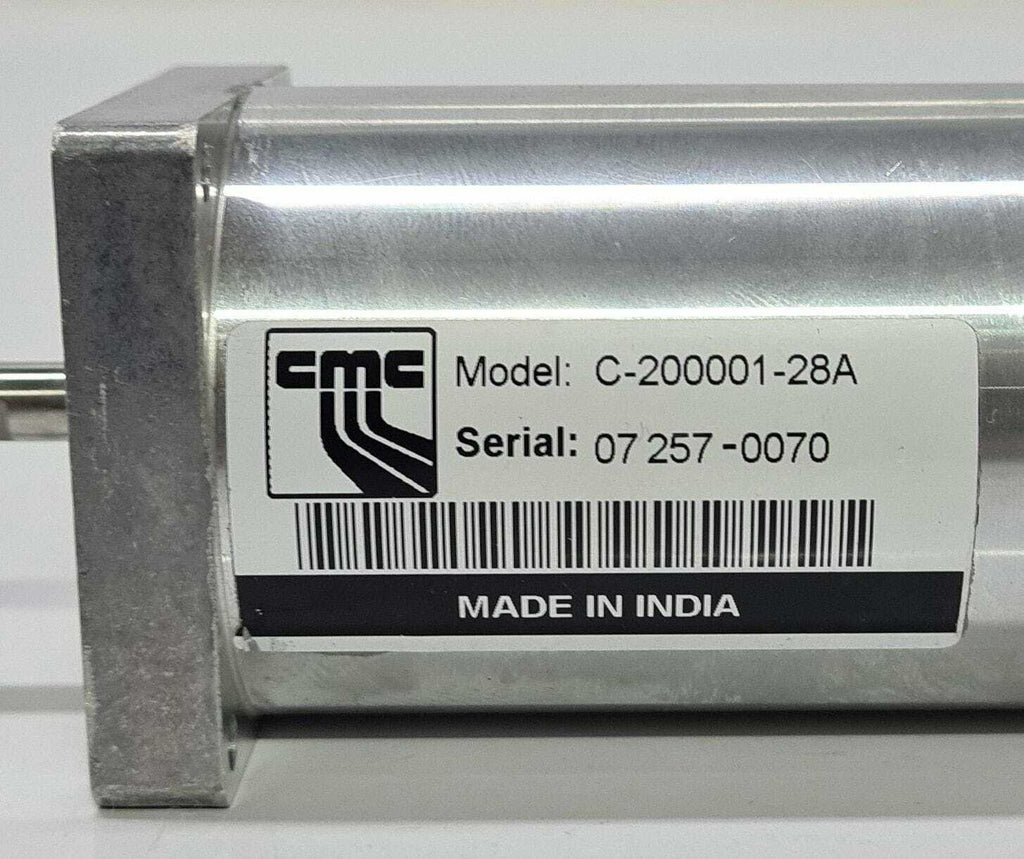 cmc
Model: C-200001-28A
Serial: 07 257-0070
MADE IN INDIA